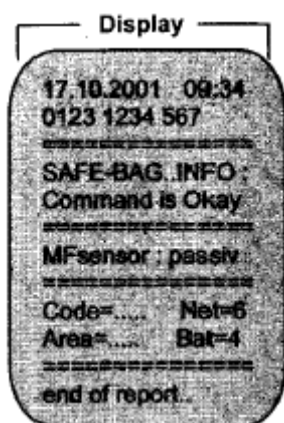 Display
17.10.2001 09:34
0123 1234 567
====================
SAFE-BAG..INFO :
Command is Okay
====================
MFsensor : passiv..
====================
Code=..... Net=6
Area=..... Bat=4
====================
end of report..